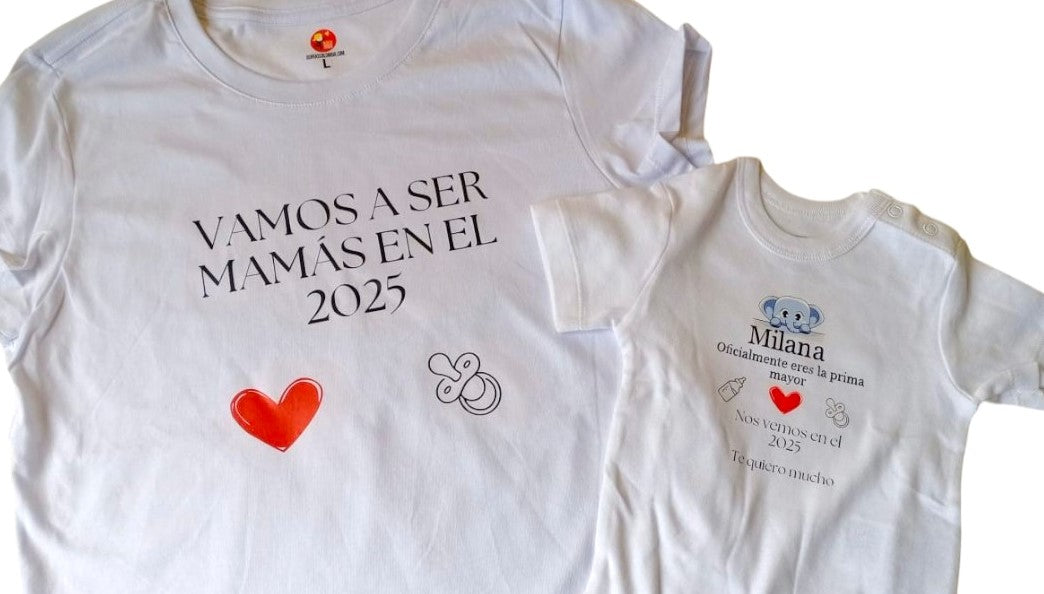 L
VAMOS A SER
MAMÁS EN EL
2025
Milana
Oficialmente eres la prima
mayor
Nos vemos en el
2025
Te quiero mucho